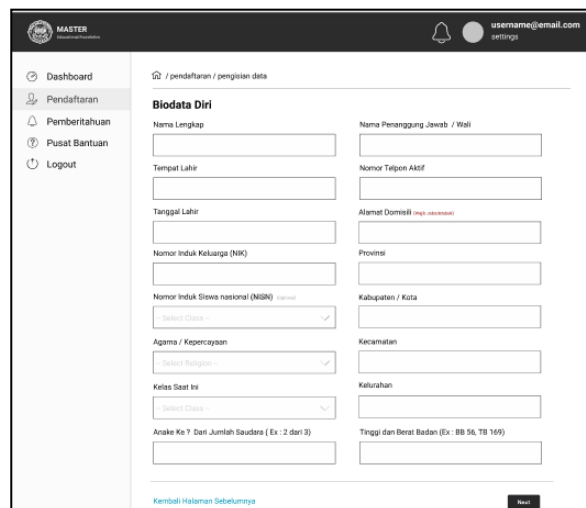 MASTER
Educational Foundation
username@email.com
settings
Dashboard
Pendaftaran
Pemberitahuan
Pusat Bantuan
Logout
/ pendaftaran / pengisian data
Biodata Diri
Nama Lengkap
Nama Penanggung Jawab / Wali
Tempat Lahir
Nomor Telpon Aktif
Tanggal Lahir
Alamat Domisili
Nomor Induk Keluarga (NIK)
Provinsi
Nomor Induk Siswa nasional (NISN) (Optional)
Kabupaten / Kota
-- Select Class --
Agama / Kepercayaan
Kecamatan
-- Select Religion --
Kelas Saat Ini
Kelurahan
-- Select Class --
Anake Ke ? Dari Jumlah Saudara ( Ex : 2 dari 3)
Tinggi dan Berat Badan (Ex : BB 56, TB 169)
Kembali Halaman Sebelumnya
Next